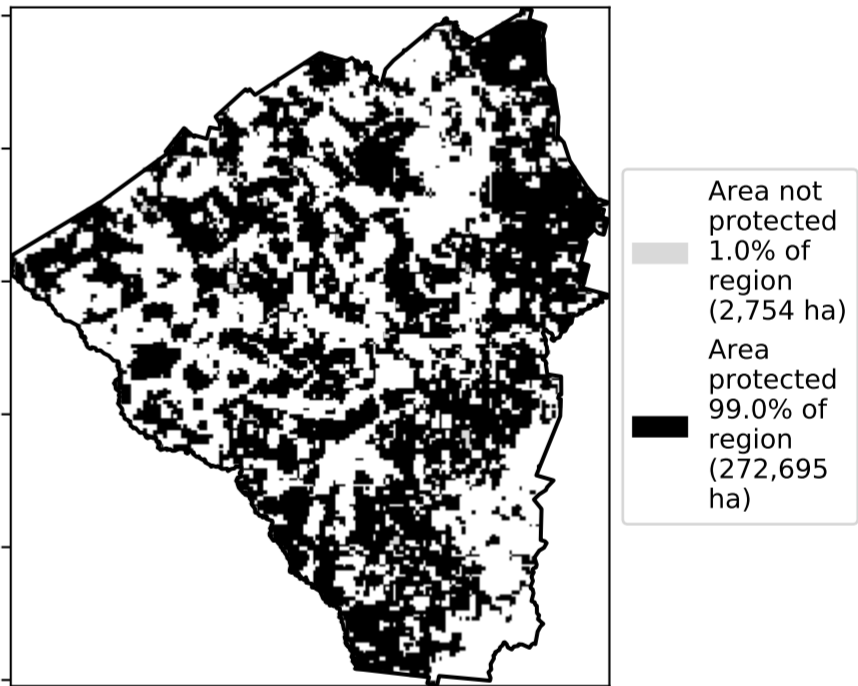 Area not
protected
1.0% of
region
(2,754 ha)
Area
protected
99.0% of
region
(272,695
ha)